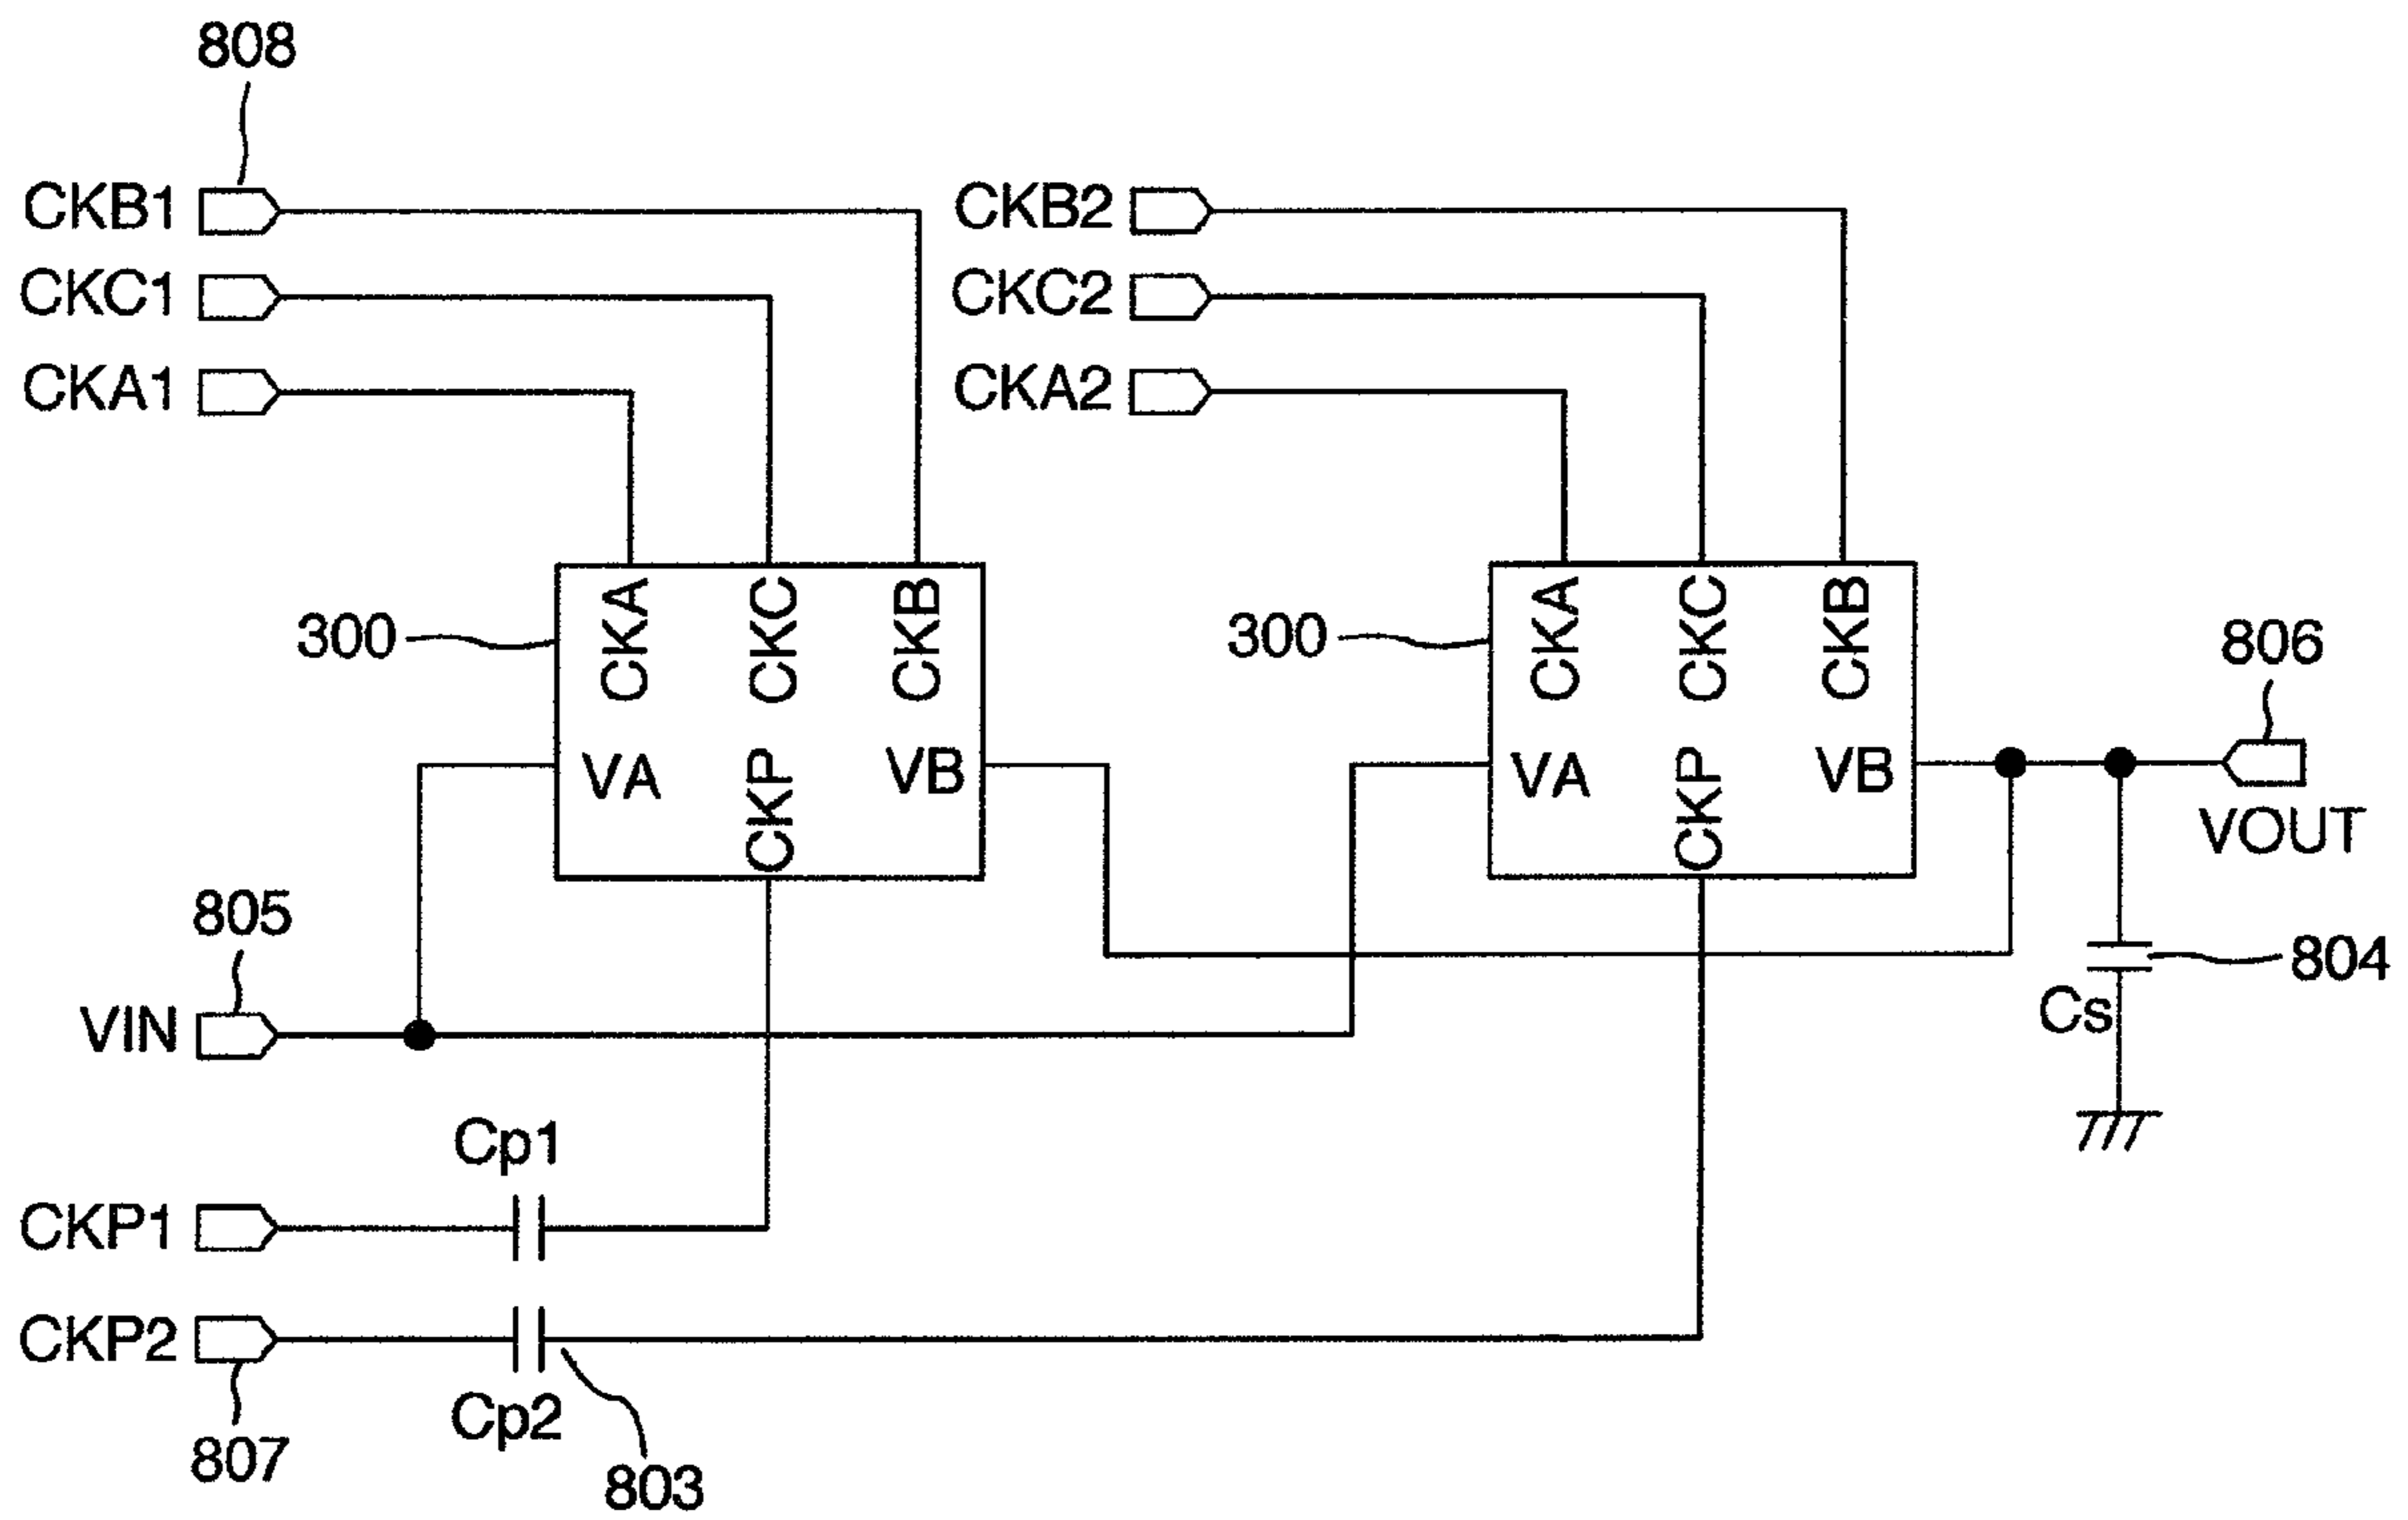 808
CKB1
CKB2
CKC1
CKC2
CKA1
CKA2
300
CKA
CKC
CKB
VA
CKP
VB
300
CKA
CKC
CKB
VA
CKP
VB
806
VOUT
805
VIN
804
Cs
Cp1
CKP1
CKP2
Cp2
807
803